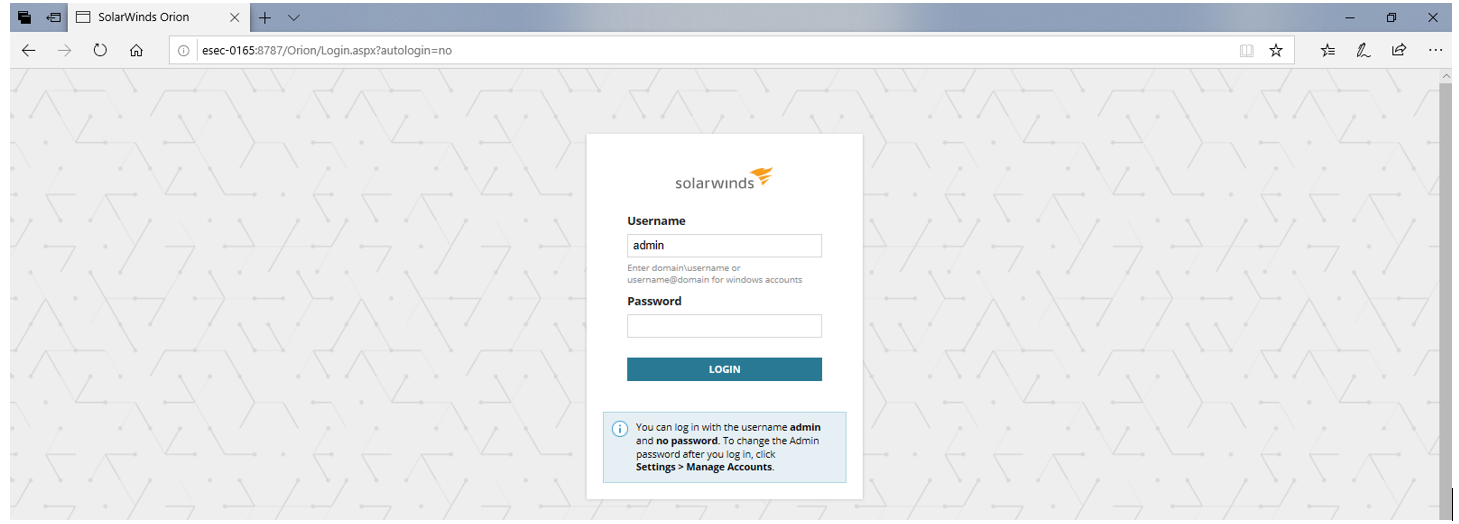 SolarWinds Orion
esec-0165:8787/Orion/Login.aspx?autologin=no
solarwinds
Username
admin
Enter domain\username or
username@domain for windows accounts
Password
LOGIN
You can log in with the username admin
and no password. To change the Admin
password after you log in, click
Settings > Manage Accounts.